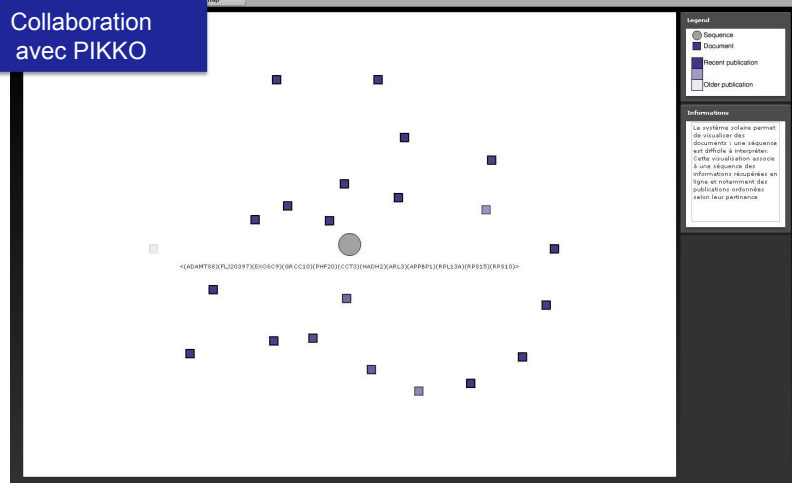 Collaboration
avec PIKKO
map
Legend
Sequence
Document
Recent publication
Older publication
Informations
Le système solaire permet
de visualiser des
documents : une séquence
est difficile à interpréter.
Cette visualisation associe
à une séquence des
informations récupérées en
ligne et notamment des
publications ordonnées
selon leur pertinence
<(ADAMTS8)(FLJ20397)(EXOSC9)(GRCC10)(PHF20)(CCT3)(HADH2)(ARL3)(APPBP1)(RPL13A)(RPS15)(RPS10)>